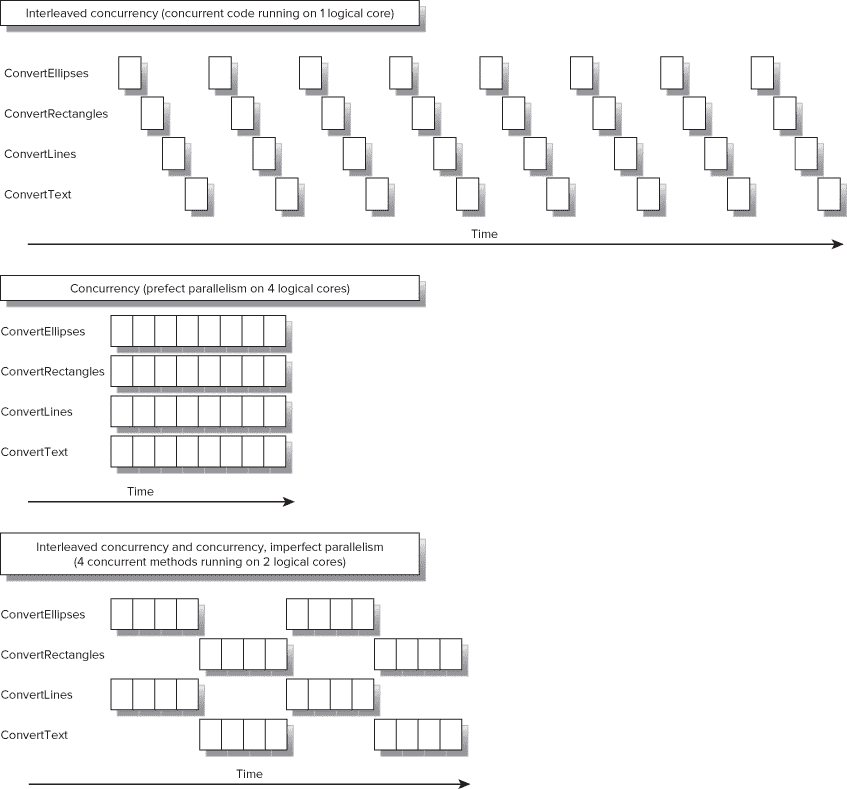 Interleaved concurrency (concurrent code running on 1 logical core)
ConvertEllipses
ConvertRectangles
ConvertLines
ConvertText
Time
Concurrency (prefect parallelism on 4 logical cores)
ConvertEllipses
ConvertRectangles
ConvertLines
ConvertText
Time
Interleaved concurrency and concurrency, imperfect parallelism
(4 concurrent methods running on 2 logical cores)
ConvertEllipses
ConvertRectangles
ConvertLines
ConvertText
Time